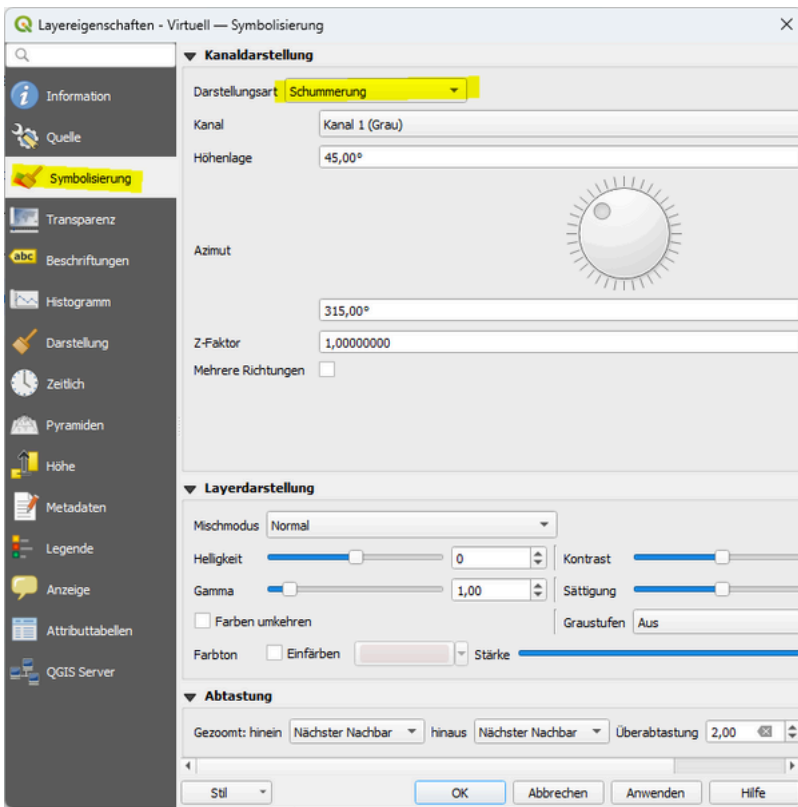 Layereigenschaften - Virtuell — Symbolisierung
Information
Quelle
Symbolisierung
Transparenz
abc Beschriftungen
Histogramm
Darstellung
Zeitlich
Pyramiden
Höhe
Metadaten
Legende
Anzeige
Attributtabellen
QGIS Server
Kanaldarstellung
Darstellungsart Schummerung
Kanal Kanal 1 (Grau)
Höhenlage 45,00°
Azimut
315,00°
Z-Faktor 1,00000000
Mehrere Richtungen
Layerdarstellung
Mischmodus Normal
Helligkeit 0 Kontrast
Gamma 1,00 Sättigung
Farben umkehren Graustufen Aus
Farbton Einfärben Stärke
Abtastung
Gezoomt: hinein Nächster Nachbar hinaus Nächster Nachbar Überabtastung 2,00
Stil OK Abbrechen Anwenden Hilfe